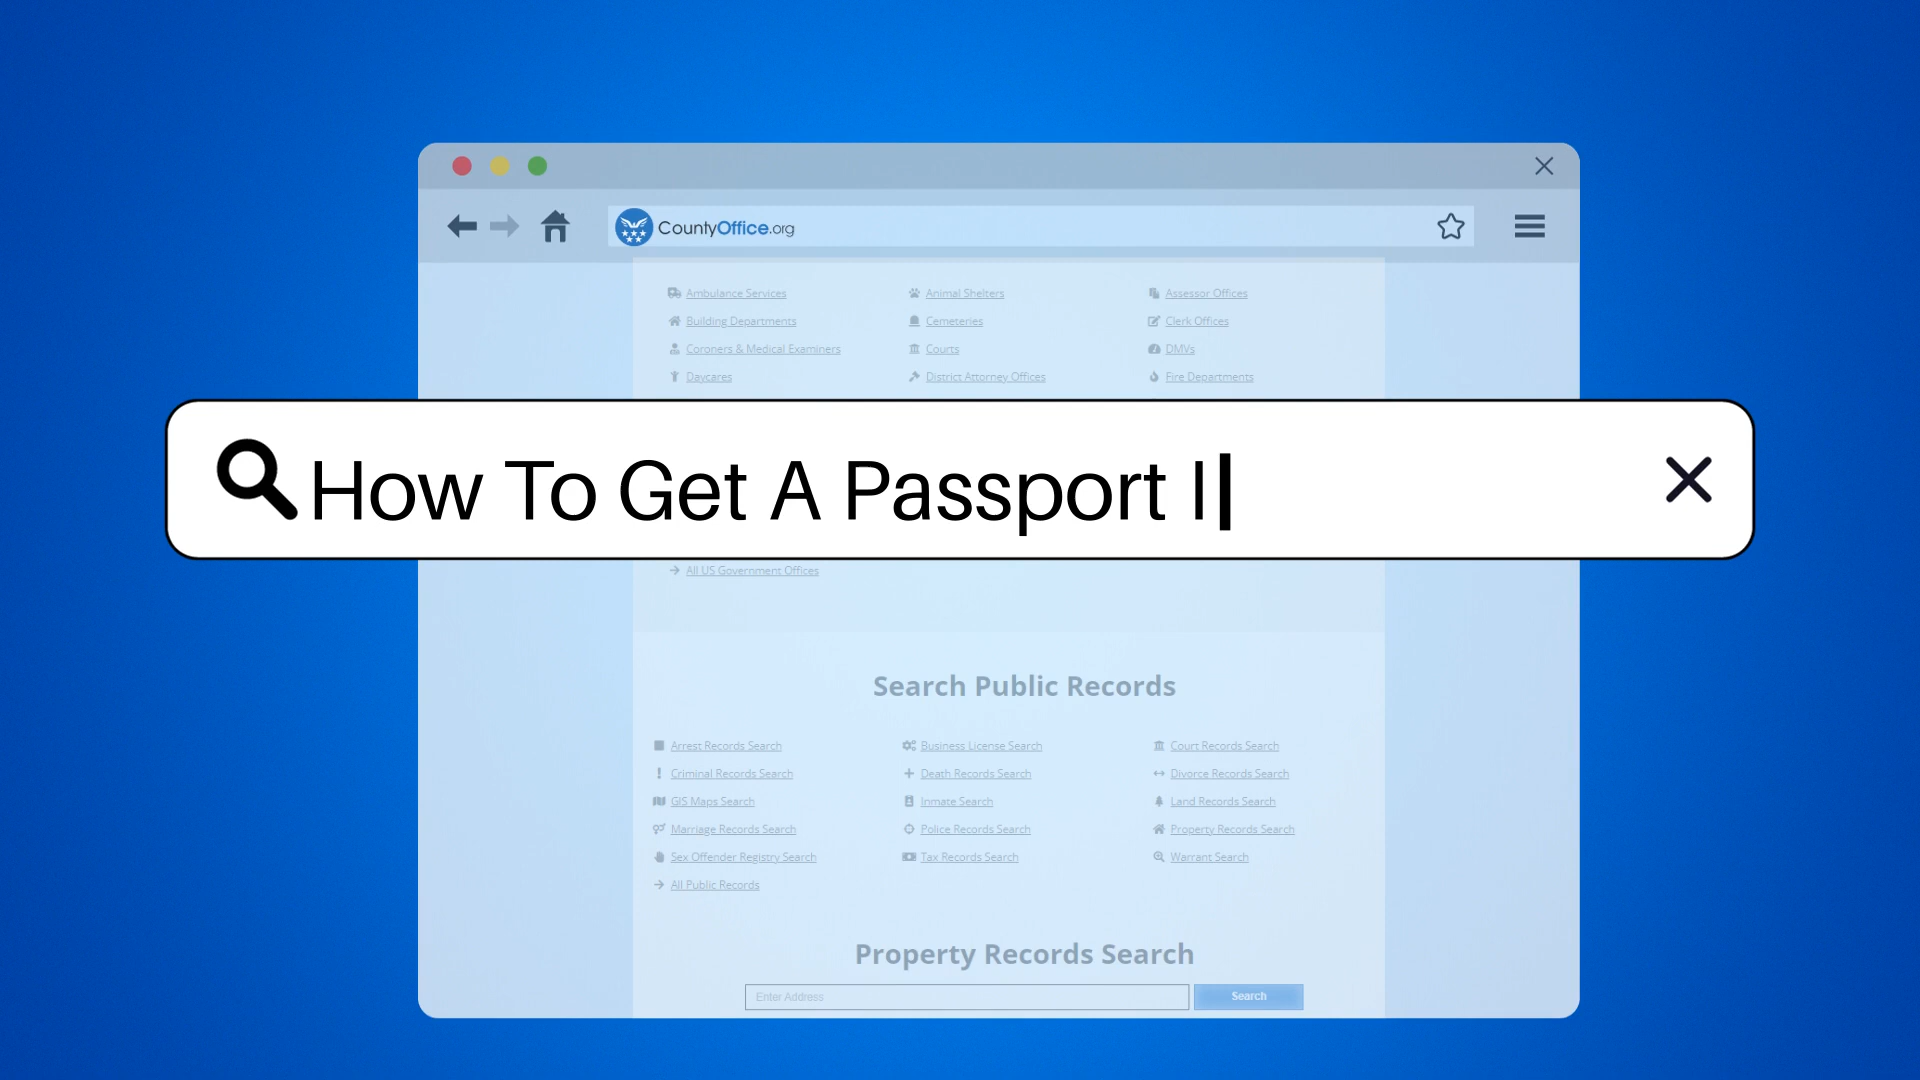 CountyOffice.org
Ambulance Services Animal Shelters Assessor Offices
Building Departments Cemeteries Clerk Offices
Coroners & Medical Examiners Courts DMVs
Daycares District Attorney Offices Fire Departments
How To Get A Passport I
All US Government Offices
Search Public Records
Arrest Records Search Business License Search Court Records Search
Criminal Records Search Death Records Search Divorce Records Search
GIS Maps Search Inmate Search Land Records Search
Marriage Records Search Police Records Search Property Records Search
Sex Offender Registry Search Tax Records Search Warrant Search
All Public Records
Property Records Search
Enter Address Search